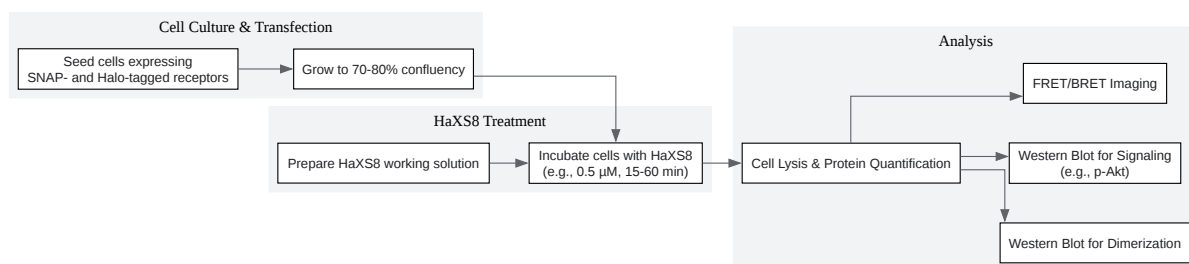 Cell Culture & Transfection
Seed cells expressing
SNAP- and Halo-tagged receptors
Grow to 70-80% confluency
HaXS8 Treatment
Prepare HaXS8 working solution
Incubate cells with HaXS8
(e.g., 0.5 µM, 15-60 min)
Analysis
Cell Lysis & Protein Quantification
FRET/BRET Imaging
Western Blot for Signaling
(e.g., p-Akt)
Western Blot for Dimerization